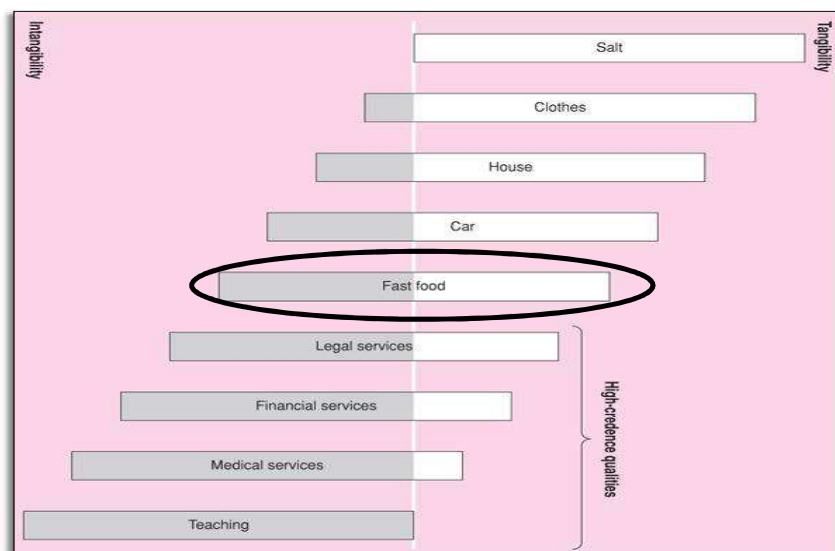 Intangibility
Tangibility
Salt
Clothes
House
Car
Fast food
Legal services
Financial services
Medical services
Teaching
High-credence qualities